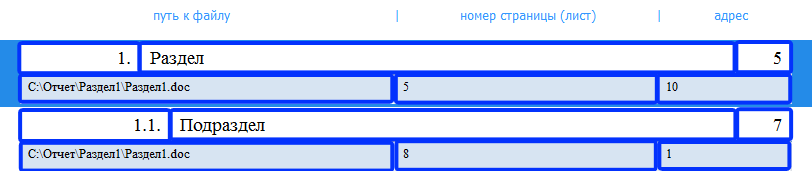 путь к файлу | номер страницы (лист) | адрес
1. Раздел 5
C:\Отчет\Раздел1\Раздел1.doc 5 10
1.1. Подраздел 7
C:\Отчет\Раздел1\Раздел1.doc 8 1